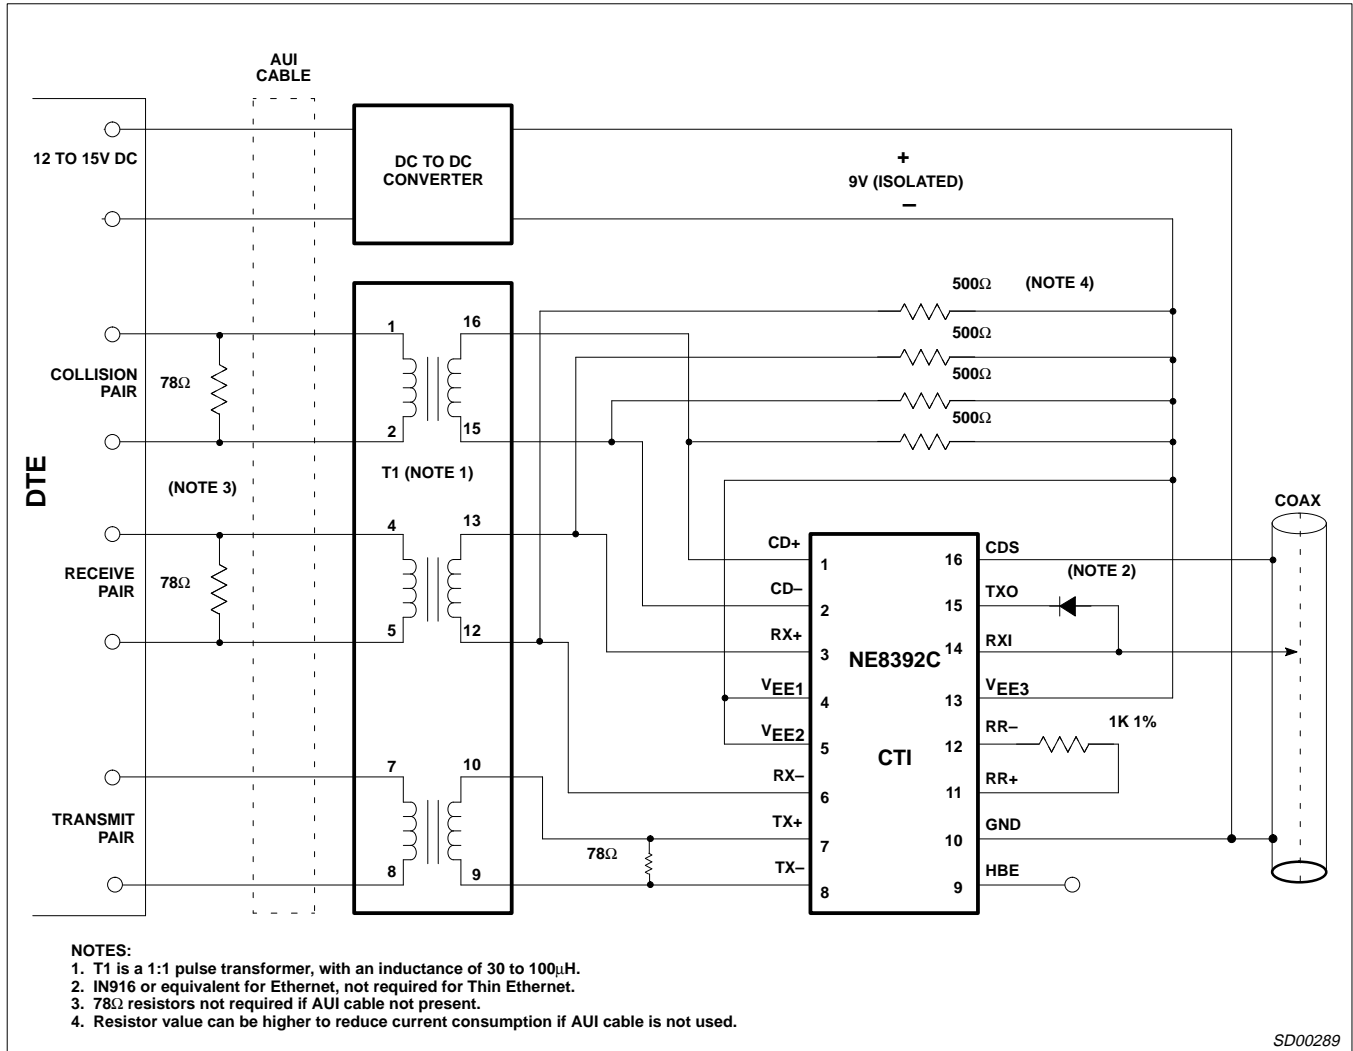 AUI
CABLE
12 TO 15V DC
DC TO DC
CONVERTER
+
9V (ISOLATED)
–
500Ω (NOTE 4)
500Ω
500Ω
500Ω
1
16
COLLISION
PAIR
78Ω
2
15
T1 (NOTE 1)
DTE
(NOTE 3)
4
13
RECEIVE
PAIR
78Ω
5
12
7
10
TRANSMIT
PAIR
8
9
78Ω
CD+
1
CD–
2
RX+
3
VEE1
4
VEE2
5
RX–
6
TX+
7
TX–
8
NE8392C
CTI
16
CDS
(NOTE 2)
15
TXO
14
RXI
13
VEE3
12
RR–
1K 1%
11
RR+
10
GND
9
HBE
COAX
NOTES:
1. T1 is a 1:1 pulse transformer, with an inductance of 30 to 100µH.
2. IN916 or equivalent for Ethernet, not required for Thin Ethernet.
3. 78Ω resistors not required if AUI cable not present.
4. Resistor value can be higher to reduce current consumption if AUI cable is not used.
SD00289